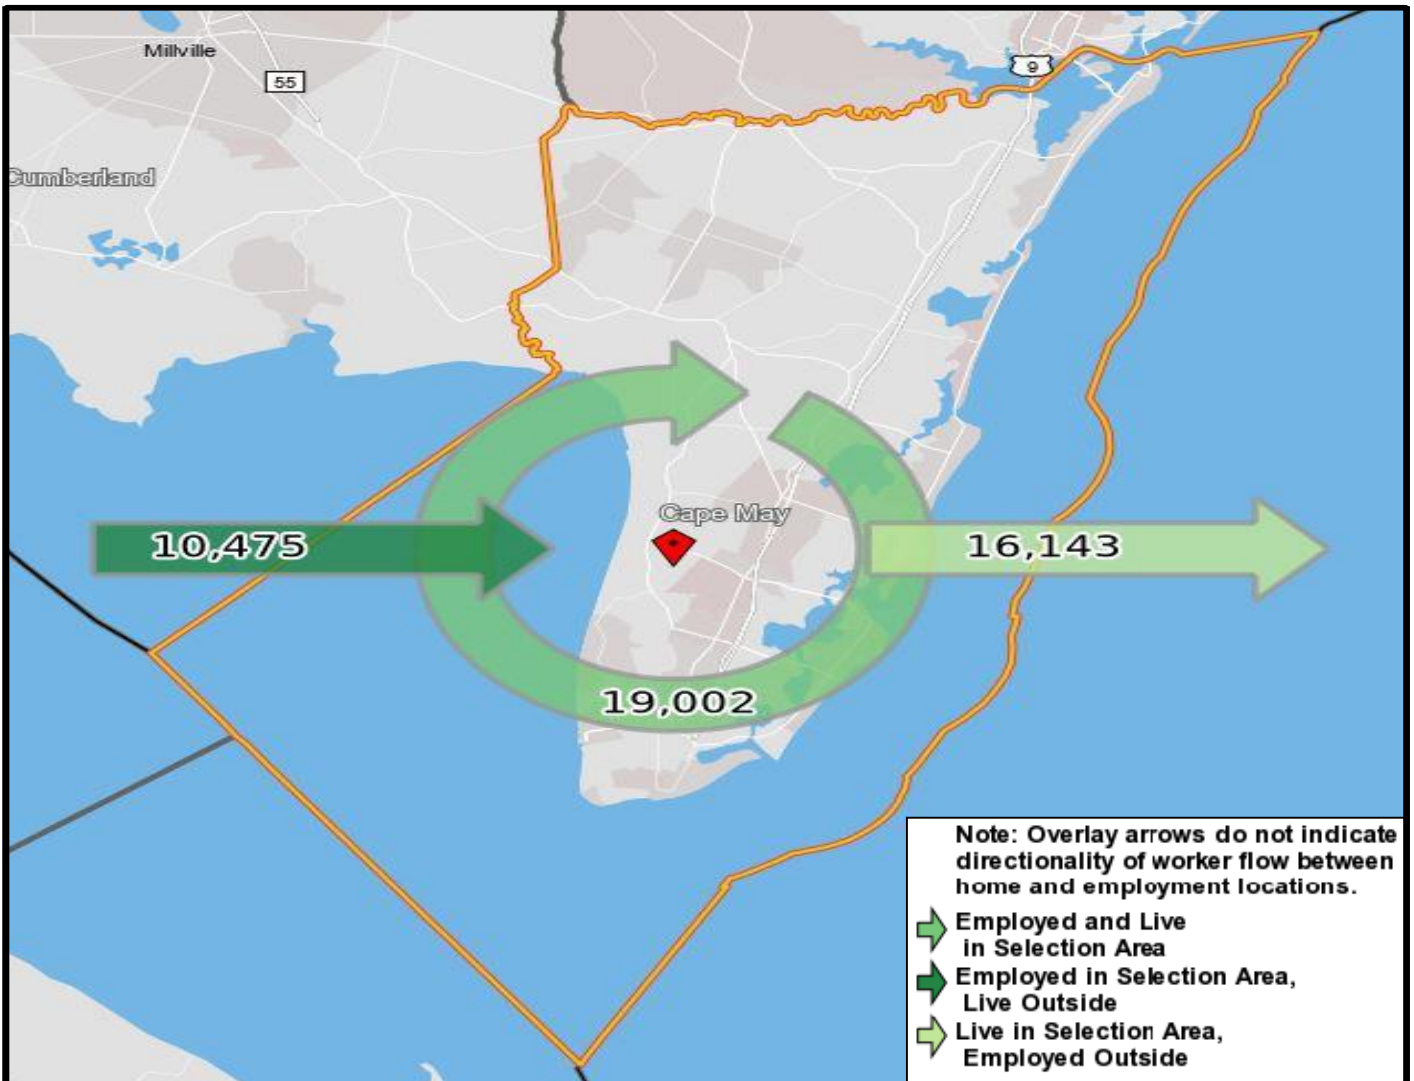 Millville
55
9
Cumberland
Cape May
10,475
16,143
19,002
Note: Overlay arrows do not indicate
directionality of worker flow between
home and employment locations.
Employed and Live
in Selection Area
Employed in Selection Area,
Live Outside
Live in Selection Area,
Employed Outside